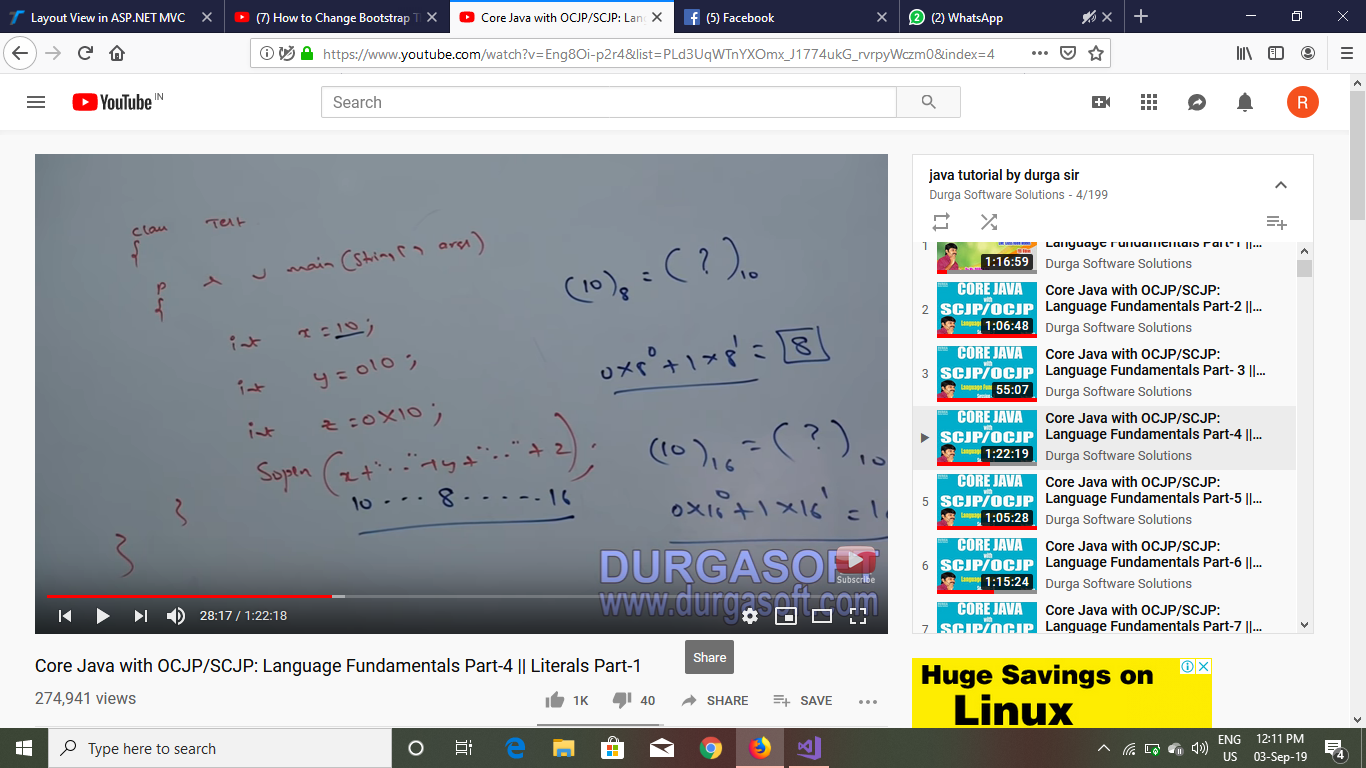 Layout View in ASP.NET MVC
(7) How to Change Bootstrap T
Core Java with OCJP/SCJP: Lan
(5) Facebook
(2) WhatsApp
https://www.youtube.com/watch?v=Eng8Oi-p2r4&list=PLd3UqWTnYXOmx_J1774ukG_rvrpyWczm0&index=4
YouTube IN
Search
R
class Test
{
p s v main(String[] args)
{
int x = 10;
int y = 010;
int z = 0X10;
Sopln (x+"..."+y+"..."+z);
10 ... 8 ..... 16
}
}
(10)8 = (?)10
0×8⁰ + 1×8¹ = 8
(10)16 = (?)10
0×16⁰ + 1×16¹ = 1
DURGASOFT
www.durgasoft.com
Subscribe
28:17 / 1:22:18
Share
Core Java with OCJP/SCJP: Language Fundamentals Part-4 || Literals Part-1
274,941 views
1K
40
SHARE
SAVE
java tutorial by durga sir
Durga Software Solutions - 4/199
1
Language Fundamentals Part-1 ||...
Durga Software Solutions
1:16:59
2
CORE JAVA
with
SCJP/OCJP
1:06:48
Core Java with OCJP/SCJP:
Language Fundamentals Part-2 ||...
Durga Software Solutions
3
CORE JAVA
with
SCJP/OCJP
55:07
Core Java with OCJP/SCJP:
Language Fundamentals Part- 3 ||...
Durga Software Solutions
CORE JAVA
with
SCJP/OCJP
1:22:19
Core Java with OCJP/SCJP:
Language Fundamentals Part-4 ||...
Durga Software Solutions
5
CORE JAVA
with
SCJP/OCJP
1:05:28
Core Java with OCJP/SCJP:
Language Fundamentals Part-5 ||...
Durga Software Solutions
6
CORE JAVA
with
SCJP/OCJP
1:15:24
Core Java with OCJP/SCJP:
Language Fundamentals Part-6 ||...
Durga Software Solutions
7
CORE JAVA
with
SCJP/OCJP
Core Java with OCJP/SCJP:
Language Fundamentals Part-7 ||...
Huge Savings on
Linux
Type here to search
ENG
US
12:11 PM
03-Sep-19
4